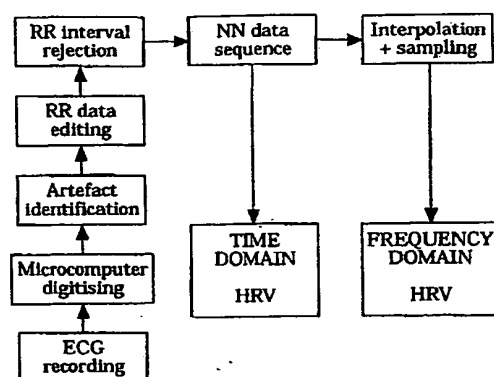 RR interval
rejection
NN data
sequence
Interpolation
+ sampling
RR data
editing
Artefact
identification
Microcomputer
digitising
ECG
recording
TIME
DOMAIN
HRV
FREQUENCY
DOMAIN
HRV